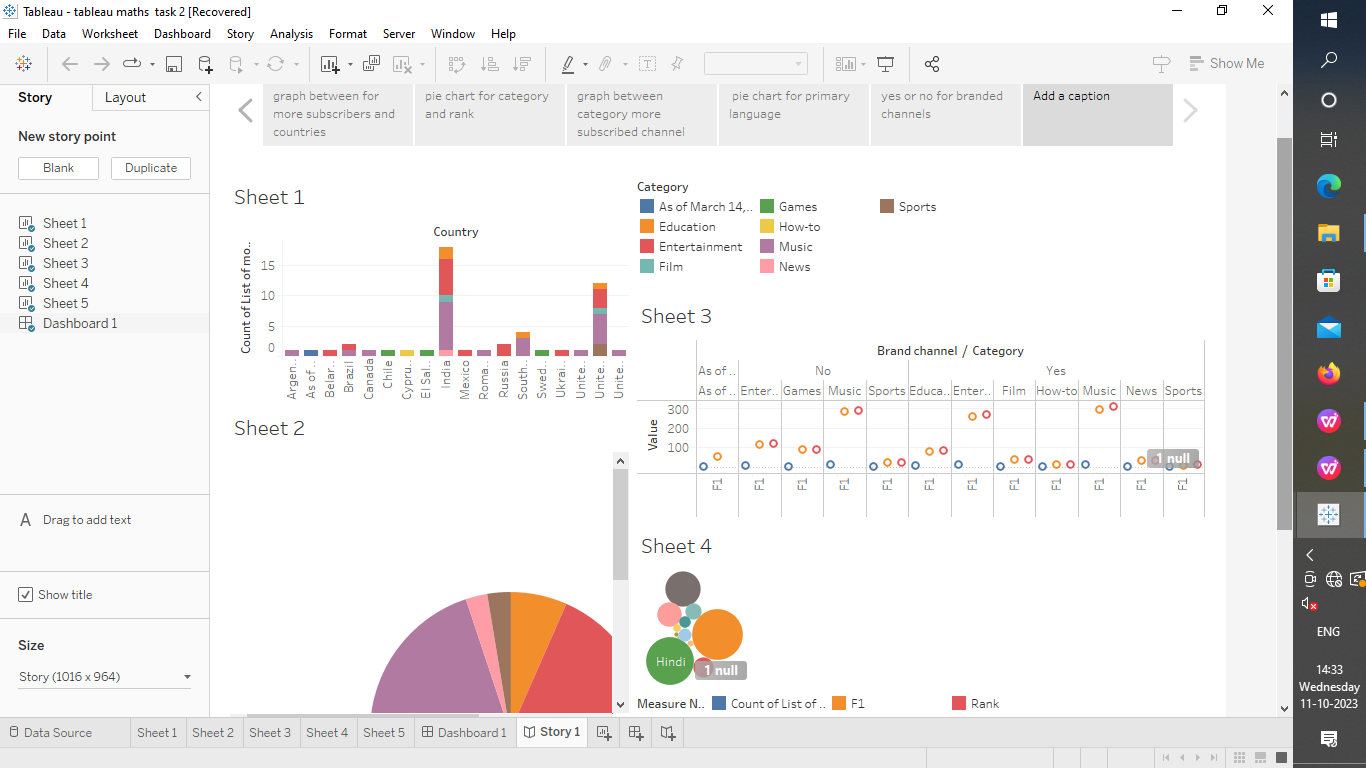 Tableau - tableau maths task 2 [Recovered]
File Data Worksheet Dashboard Story Analysis Format Server Window Help
Show Me
Story
Layout
New story point
Blank
Duplicate
Sheet 1
Sheet 2
Sheet 3
Sheet 4
Sheet 5
Dashboard 1
A Drag to add text
Show title
Size
Story (1016 x 964)
graph between for
more subscribers and
countries
pie chart for category
and rank
graph between
category more
subscribed channel
pie chart for primary
language
yes or no for branded
channels
Add a caption
Sheet 1
Country
Count of List of mo..
15
10
5
0
Argen..
As of ..
Belar..
Brazil
Canada
Chile
Cypru..
El Sal..
India
Mexico
Roma..
Russia
South..
Swed..
Ukrai..
Unite..
Unite..
Unite..
Category
As of March 14,..
Education
Entertainment
Film
Games
How-to
Music
News
Sports
Sheet 2
Sheet 3
Brand channel / Category
As of .. No Yes
As of .. Enter.. Games Music Sports Educa.. Enter.. Film How-to Music News Sports
Value
300
200
100
1 null
F1 F1 F1 F1 F1 F1 F1 F1 F1 F1 F1 F1
Sheet 4
Hindi
1 null
Measure N.. Count of List of .. F1 Rank
Data Source Sheet 1 Sheet 2 Sheet 3 Sheet 4 Sheet 5 Dashboard 1 Story 1
ENG
14:33
Wednesday
11-10-2023